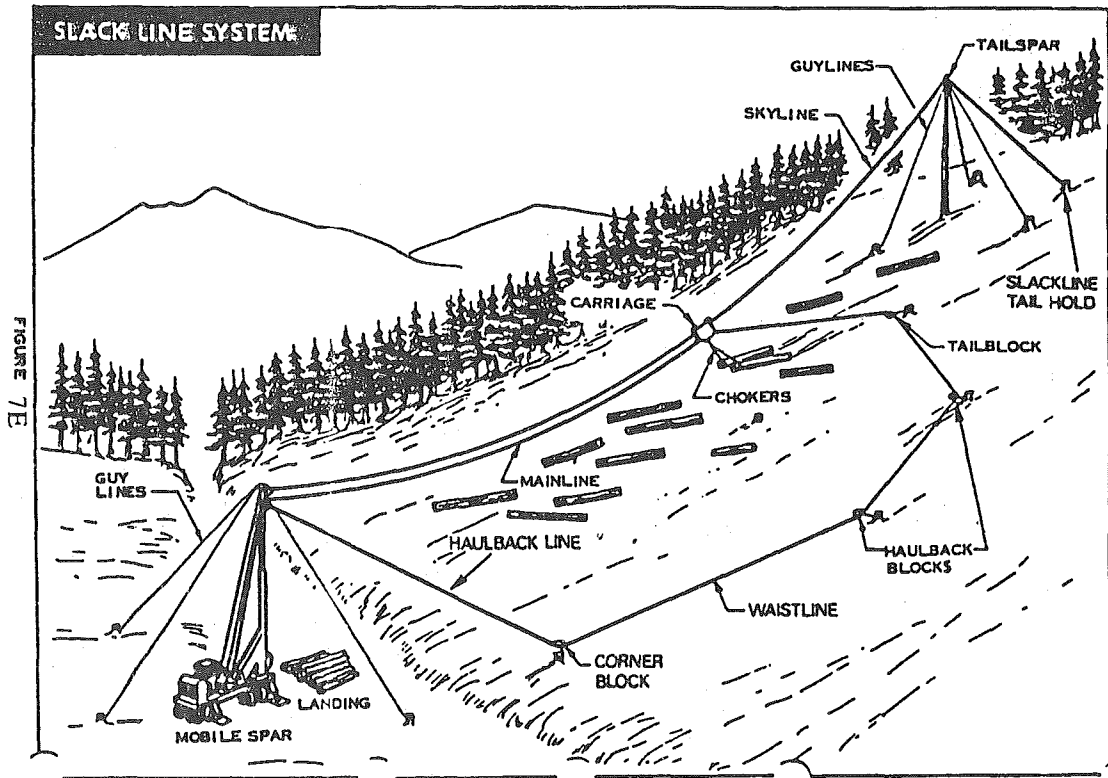 SLACK LINE SYSTEM
TAILSPAR
GUYLINES
SKYLINE
SLACKLINE
TAIL HOLD
CARRIAGE
TAILBLOCK
CHOKERS
FIGURE 7E
MAINLINE
GUY
LINES
HAULBACK LINE
HAULBACK
BLOCKS
WAISTLINE
CORNER
BLOCK
LANDING
MOBILE SPAR